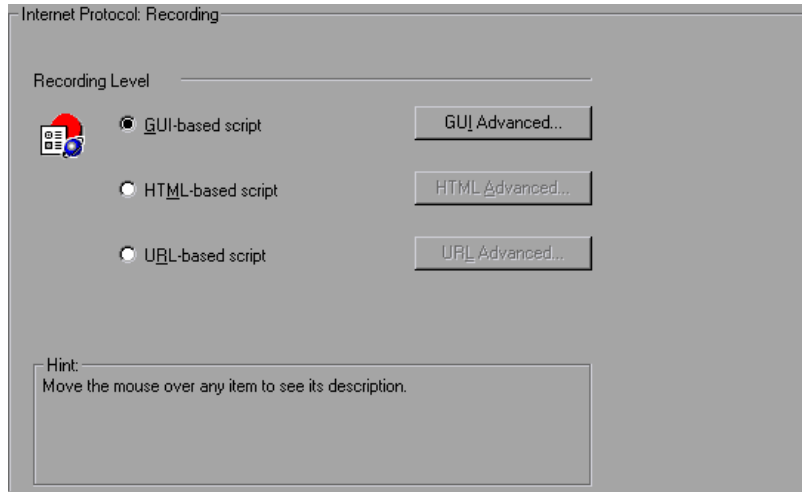 Internet Protocol: Recording
Recording Level
GUI-based script
GUI Advanced...
HTML-based script
HTML Advanced...
URL-based script
URL Advanced...
Hint:
Move the mouse over any item to see its description.